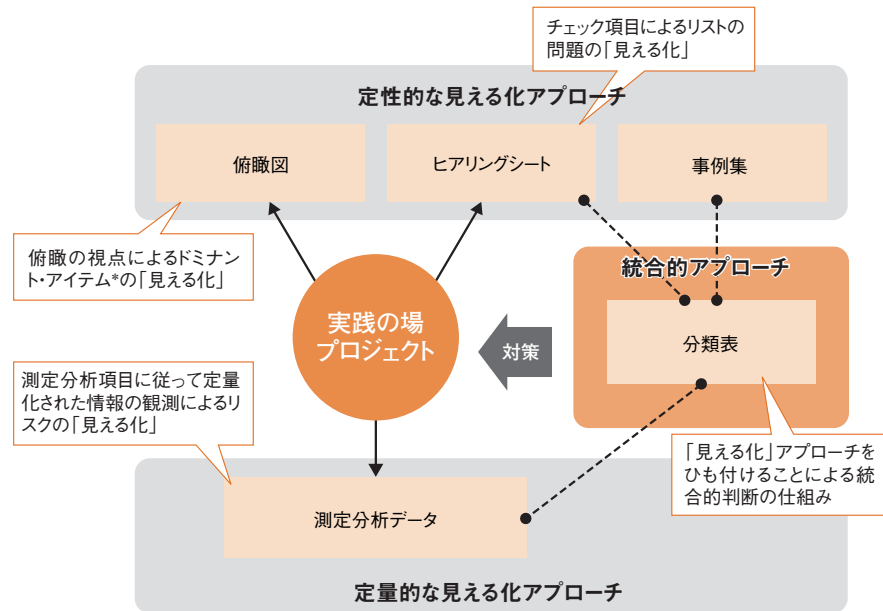 チェック項目によるリストの
問題の「見える化」
定性的な見える化アプローチ
俯瞰図
ヒアリングシート
事例集
俯瞰の視点によるドミナン
ト・アイテム*の「見える化」
統合的アプローチ
実践の場
プロジェクト
対策
分類表
測定分析項目に従って定量
化された情報の観測によるリ
スクの「見える化」
「見える化」アプローチを
ひも付けることによる統
合的判断の仕組み
測定分析データ
定量的な見える化アプローチ